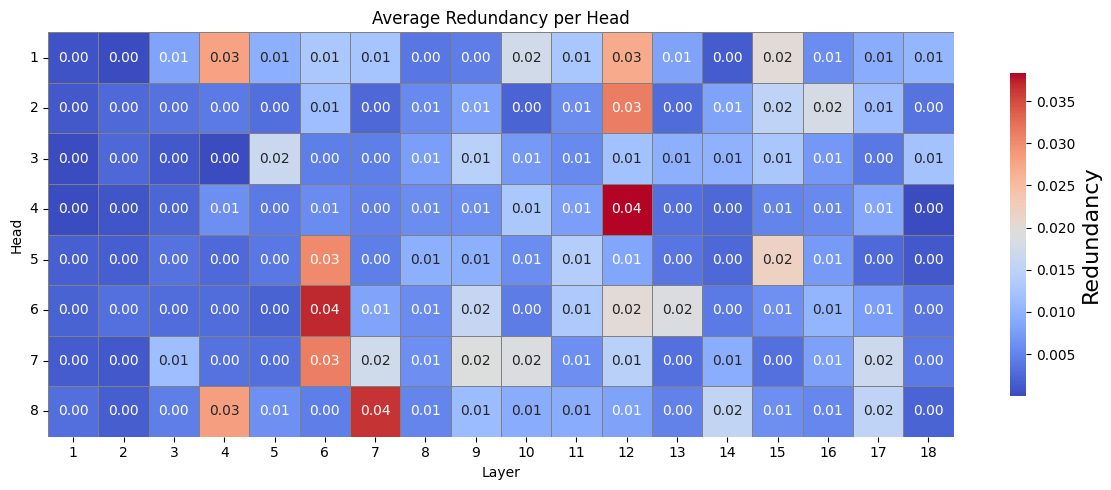 Average Redundancy per Head
1 0.00 0.00 0.01 0.03 0.01 0.01 0.01 0.00 0.00 0.02 0.01 0.03 0.01 0.00 0.02 0.01 0.01 0.01
2 0.00 0.00 0.00 0.00 0.00 0.01 0.00 0.01 0.01 0.00 0.01 0.03 0.00 0.01 0.02 0.02 0.01 0.00
3 0.00 0.00 0.00 0.00 0.02 0.00 0.00 0.01 0.01 0.01 0.01 0.01 0.01 0.01 0.01 0.01 0.00 0.01
4 0.00 0.00 0.00 0.01 0.00 0.01 0.00 0.01 0.01 0.01 0.01 0.04 0.00 0.00 0.01 0.01 0.01 0.00
5 0.00 0.00 0.00 0.00 0.00 0.03 0.00 0.01 0.01 0.01 0.01 0.01 0.00 0.00 0.02 0.01 0.00 0.00
6 0.00 0.00 0.00 0.00 0.00 0.04 0.01 0.01 0.02 0.00 0.01 0.02 0.02 0.00 0.01 0.01 0.01 0.00
7 0.00 0.00 0.01 0.00 0.00 0.03 0.02 0.01 0.02 0.02 0.01 0.01 0.00 0.01 0.00 0.01 0.02 0.00
8 0.00 0.00 0.00 0.03 0.01 0.00 0.04 0.01 0.01 0.01 0.01 0.01 0.00 0.02 0.01 0.01 0.02 0.00
1 2 3 4 5 6 7 8 9 10 11 12 13 14 15 16 17 18
Layer
Head
0.035
0.030
0.025
0.020
0.015
0.010
0.005
Redundancy